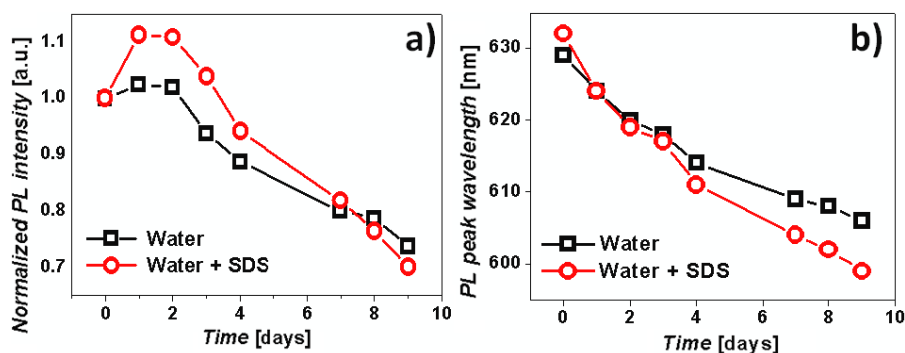 a)
Normalized PL intensity [a.u.]
1.1
1.0
0.9
0.8
0.7
Water
Water + SDS
0 2 4 6 8 10
Time [days]
b)
PL peak wavelength [nm]
630
620
610
600
Water
Water + SDS
0 2 4 6 8 10
Time [days]